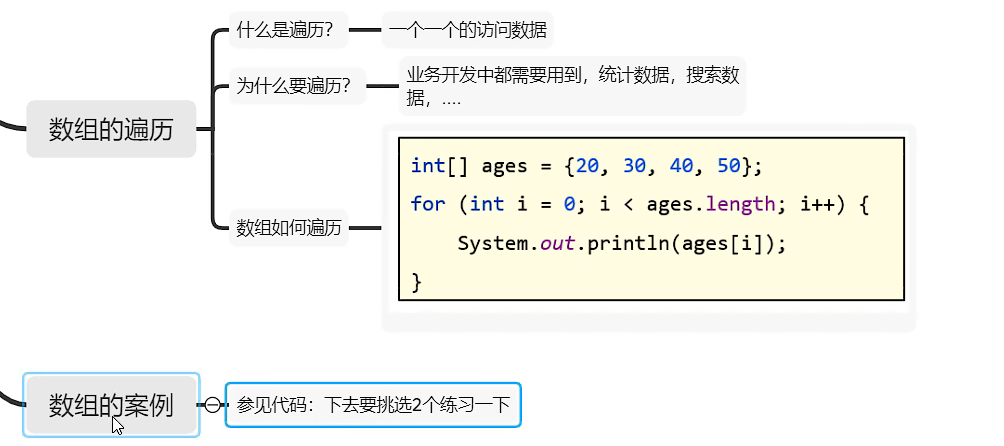 什么是遍历？
一个一个的访问数据
为什么要遍历？
业务开发中都需要用到，统计数据，搜索数
据，....
数组的遍历
数组如何遍历
int[] ages = {20, 30, 40, 50};
for (int i = 0; i < ages.length; i++) {
    System.out.println(ages[i]);
}
数组的案例
参见代码：下去要挑选2个练习一下